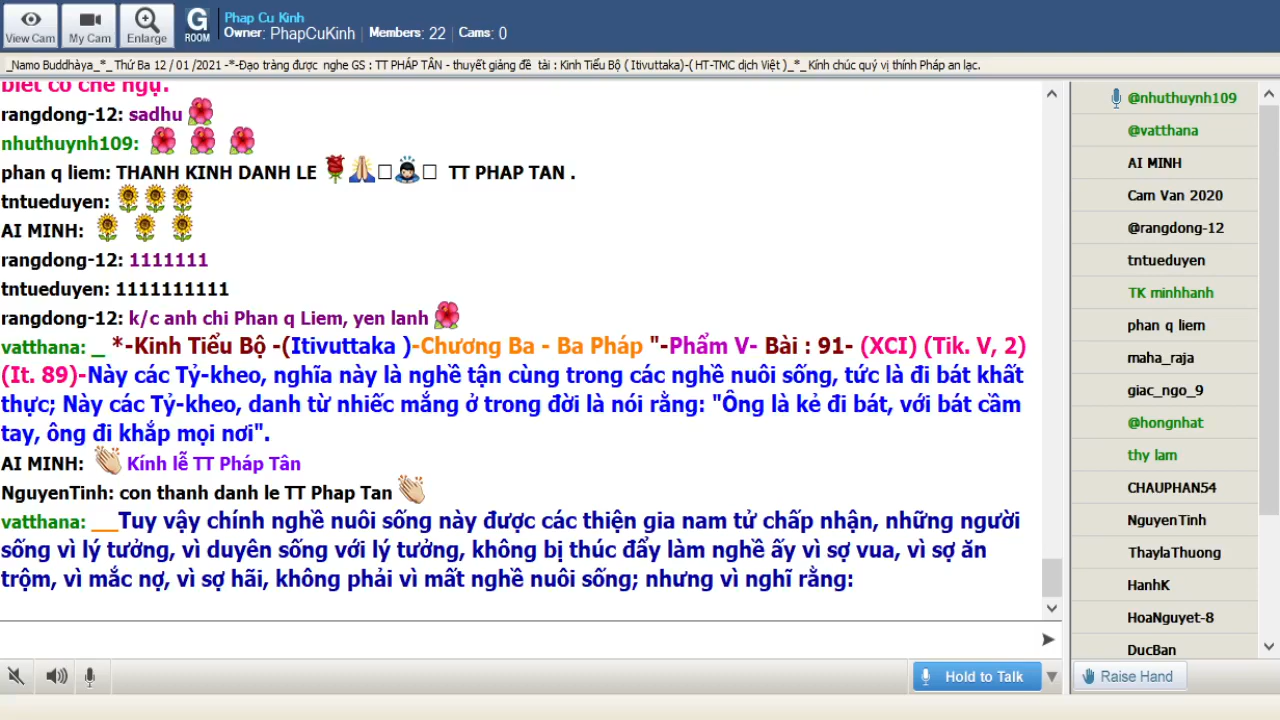 View Cam
My Cam
Enlarge
G
ROOM
Phap Cu Kinh
Owner: PhapCuKinh | Members: 22 | Cams: 0
_Namo Buddhàya_*_ Thứ Ba 12 / 01 /2021 -*-Đạo tràng được nghe GS : TT PHÁP TÂN - thuyết giảng đề tài : Kinh Tiểu Bộ ( Itivuttaka)-( HT-TMC dịch Việt )_*_ Kính chúc quý vị thính Pháp an lạc.
biết có chế ngự.
rangdong-12: sadhu
nhuthuynh109:
phan q liem: THANH KINH DANH LE TT PHAP TAN .
tntueduyen:
AI MINH:
rangdong-12: 1111111
tntueduyen: 1111111111
rangdong-12: k/c anh chi Phan q Liem, yen lanh
vatthana: _ *-Kinh Tiểu Bộ -(Itivuttaka )-Chương Ba - Ba Pháp "-Phẩm V- Bài : 91- (XCI) (Tik. V, 2)
(It. 89)-Này các Tỷ-kheo, nghĩa này là nghề tận cùng trong các nghề nuôi sống, tức là đi bát khất
thực; Này các Tỷ-kheo, danh từ nhiếc mắng ở trong đời là nói rằng: "Ông là kẻ đi bát, với bát cầm
tay, ông đi khắp mọi nơi".
AI MINH: Kính lễ TT Pháp Tân
NguyenTinh: con thanh danh le TT Phap Tan
vatthana: __Tuy vậy chính nghề nuôi sống này được các thiện gia nam tử chấp nhận, những người
sống vì lý tưởng, vì duyên sống với lý tưởng, không bị thúc đẩy làm nghề ấy vì sợ vua, vì sợ ăn
trộm, vì mắc nợ, vì sợ hãi, không phải vì mất nghề nuôi sống; nhưng vì nghĩ rằng:
@nhuthuynh109
@vatthana
AI MINH
Cam Van 2020
@rangdong-12
tntueduyen
TK minhhanh
phan q liem
maha_raja
giac_ngo_9
@hongnhat
thy lam
CHAUPHAN54
NguyenTinh
ThaylaThuong
HanhK
HoaNguyet-8
DucBan
Hold to Talk
Raise Hand